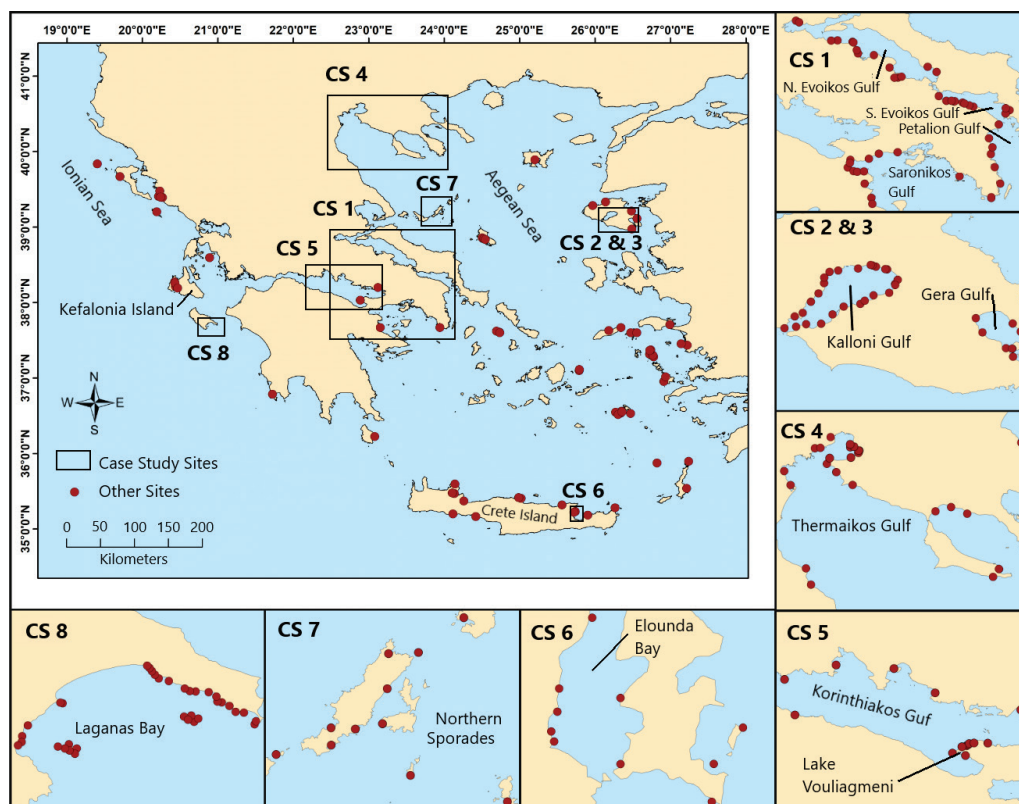 19°0'0"E 20°0'0"E 22°0'0"E 23°0'0"E 24°0'0"E 25°0'0"E 26°0'0"E 27°0'0"E 28°0'0"E
41°0'0"N
40°0'0"N
39°0'0"N
38°0'0"N
37°0'0"N
36°0'0"N
35°0'0"N
CS 4
Ionian Sea
Aegean Sea
CS 7
CS 1
CS 2 & 3
CS 5
Kefalonia Island
CS 8
N
W E
S
Case Study Sites
Other Sites
0 50 100 150 200
Kilometers
CS 6
Crete Island
CS 1
N. Evoikos Gulf
S. Evoikos Gulf
Petalion Gulf
Saronikos
Gulf
CS 2 & 3
Gera Gulf
Kalloni Gulf
CS 4
Thermaikos Gulf
CS 8
Laganas Bay
CS 7
Northern
Sporades
CS 6
Elounda
Bay
CS 5
Korinthiakos Guf
Lake
Vouliagmeni